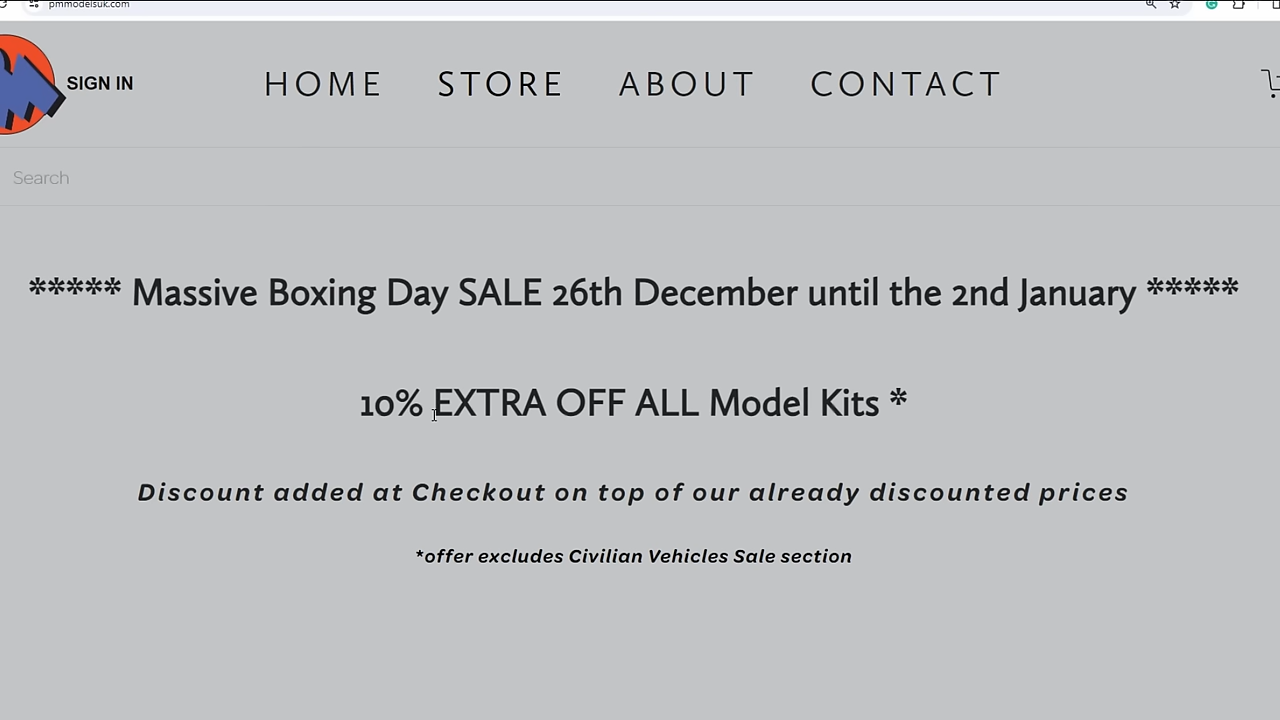 pmmodelsuk.com
SIGN IN
HOME STORE ABOUT CONTACT
Search
***** Massive Boxing Day SALE 26th December until the 2nd January *****
10% EXTRA OFF ALL Model Kits *
Discount added at Checkout on top of our already discounted prices
*offer excludes Civilian Vehicles Sale section